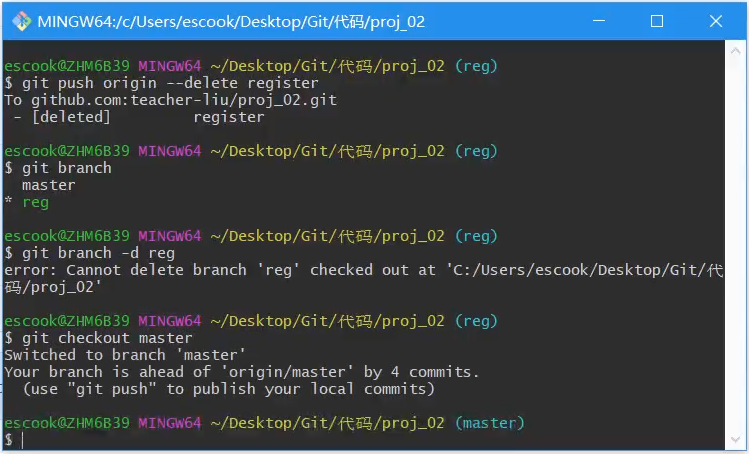 MINGW64:/c/Users/escook/Desktop/Git/代码/proj_02
escook@ZHM6B39 MINGW64 ~/Desktop/Git/代码/proj_02 (reg)
$ git push origin --delete register
To github.com:teacher-liu/proj_02.git
 - [deleted]         register
escook@ZHM6B39 MINGW64 ~/Desktop/Git/代码/proj_02 (reg)
$ git branch
  master
* reg
escook@ZHM6B39 MINGW64 ~/Desktop/Git/代码/proj_02 (reg)
$ git branch -d reg
error: Cannot delete branch 'reg' checked out at 'C:/Users/escook/Desktop/Git/代
码/proj_02'
escook@ZHM6B39 MINGW64 ~/Desktop/Git/代码/proj_02 (reg)
$ git checkout master
Switched to branch 'master'
Your branch is ahead of 'origin/master' by 4 commits.
  (use "git push" to publish your local commits)
escook@ZHM6B39 MINGW64 ~/Desktop/Git/代码/proj_02 (master)
$